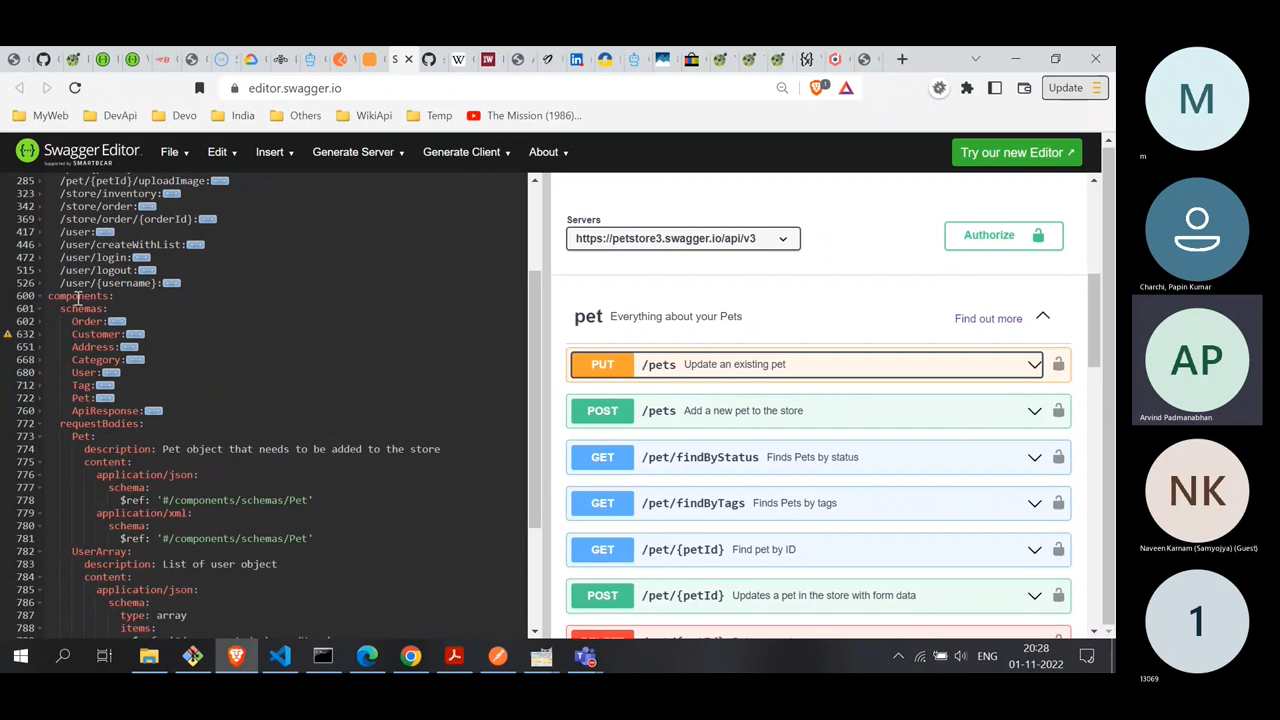 S
W
IW
editor.swagger.io
1
Update
MyWeb
DevApi
Devo
India
Others
WikiApi
Temp
The Mission (1986)...
Swagger Editor
Supported by SMARTBEAR
File
Edit
Insert
Generate Server
Generate Client
About
Try our new Editor ↗
285 /pet/{petId}/uploadImage:
323 /store/inventory:
342 /store/order:
369 /store/order/{orderId}:
417 /user:
446 /user/createWithList:
472 /user/login:
515 /user/logout:
526 /user/{username}:
600 components:
601 schemas:
602 Order:
632 Customer:
651 Address:
668 Category:
680 User:
712 Tag:
722 Pet:
760 ApiResponse:
772 requestBodies:
773 Pet:
774 description: Pet object that needs to be added to the store
775 content:
776 application/json:
777 schema:
778 $ref: '#/components/schemas/Pet'
779 application/xml:
780 schema:
781 $ref: '#/components/schemas/Pet'
782 UserArray:
783 description: List of user object
784 content:
785 application/json:
786 schema:
787 type: array
788 items:
Servers
https://petstore3.swagger.io/api/v3
Authorize
pet Everything about your Pets
Find out more
PUT /pets Update an existing pet
POST /pets Add a new pet to the store
GET /pet/findByStatus Finds Pets by status
GET /pet/findByTags Finds Pets by tags
GET /pet/{petId} Find pet by ID
POST /pet/{petId} Updates a pet in the store with form data
ENG
20:28
01-11-2022
M
m
Charchi, Papin Kumar
AP
Arvind Padmanabhan
NK
Naveen Karnam (Samyojya) (Guest)
1
13069